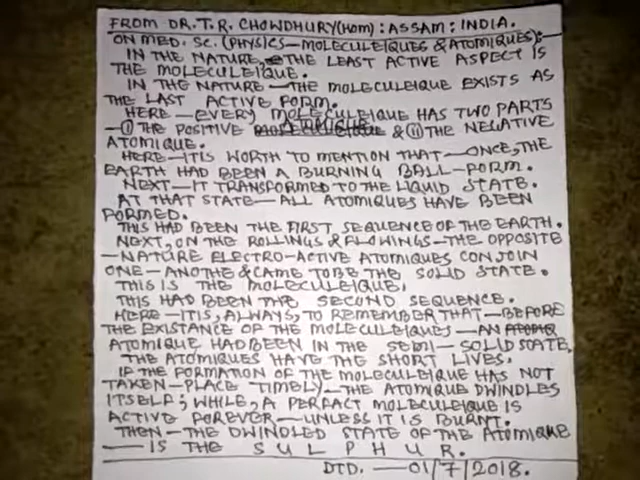 FROM DR. T. R. CHOWDHURY (HOM) : ASSAM : INDIA.
ON MED. SC. (PHYSICS—MOLECULEIQUES & ATOMIQUES):—
IN THE NATURE, THE LEAST ACTIVE ASPECT IS
THE MOLECULEIQUE.
IN THE NATURE — THE MOLECULEIQUE EXISTS AS
THE LAST ACTIVE FORM.
HERE — EVERY MOLECULEIQUE HAS TWO PARTS
— (i) THE POSITIVE ATOMIQUE & (ii) THE NEGATIVE
ATOMIQUE.
HERE — ITIS WORTH TO MENTION THAT — ONCE, THE
EARTH HAD BEEN A BURNING BALL — FORM.
NEXT — IT TRANSFORMED TO THE LIQUID STATE.
AT THAT STATE — ALL ATOMIQUES HAVE BEEN
FORMED.
THIS HAD BEEN THE FIRST SEQUENCE OF THE EARTH.
NEXT, ON THE ROLLINGS & FLOWINGS — THE OPPOSITE
— NATURE ELECTRO-ACTIVE ATOMIQUES CONJOIN
ONE — ANOTHE & CAME TO BE THE SOLID STATE.
THIS IS THE MOLECULEIQUE.
THIS HAD BEEN THE SECOND SEQUENCE.
HERE — IT IS, ALWAYS, TO REMEMBER THAT — BEFORE
THE EXISTANCE OF THE MOLECULEIQUES — AN
ATOMIQUE HAD BEEN IN THE SEMI — SOLID STATE.
THE ATOMIQUES HAVE THE SHORT LIVES.
IF THE FORMATION OF THE MOLECULEIQUE HAS NOT
TAKEN — PLACE TIMELY — THE ATOMIQUE DWINDLES
ITSELF; WHILE, A PERFECT MOLECULEIQUE IS
ACTIVE FOREVER — UNLESS IT IS BURNT.
THEN — THE DWINDLED STATE OF THE ATOMIQUE
— IS THE SULPHUR.
DTD. — 01/7/2018.